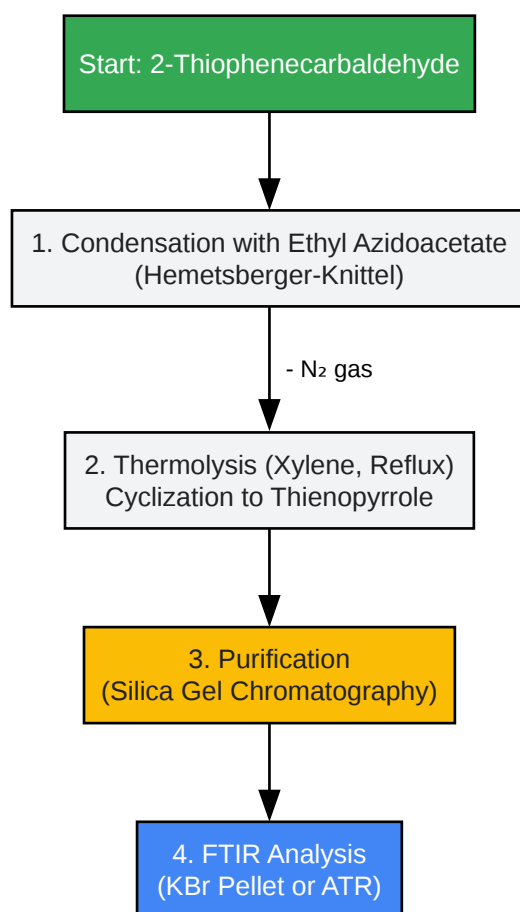 Start: 2-Thiophenecarbaldehyde
1. Condensation with Ethyl Azidoacetate
(Hemetsberger-Knittel)
- N₂ gas
2. Thermolysis (Xylene, Reflux)
Cyclization to Thienopyrrole
3. Purification
(Silica Gel Chromatography)
4. FTIR Analysis
(KBr Pellet or ATR)